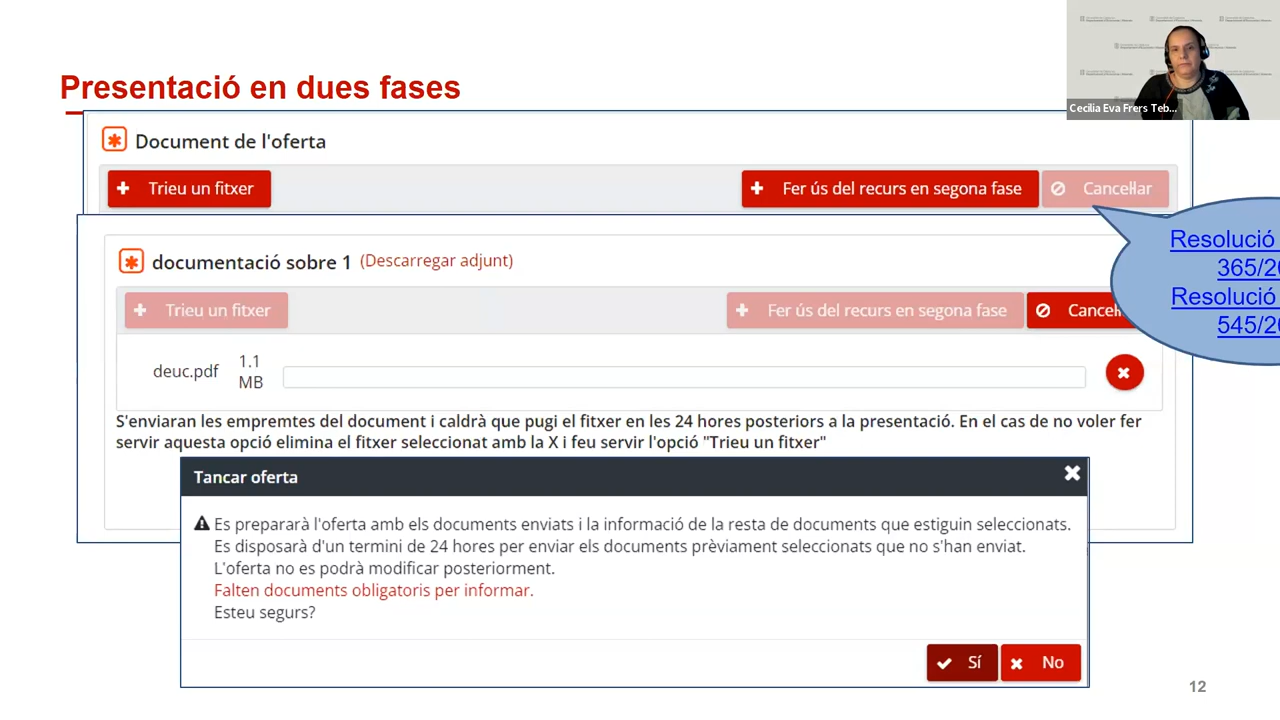 Presentació en dues fases
Cecilia Eva Frers Teb...
Document de l'oferta
Trieu un fitxer
Fer ús del recurs en segona fase
Cancel·lar
Resolució
365/20
Resolució
545/20
documentació sobre 1 (Descarregar adjunt)
Trieu un fitxer
Fer ús del recurs en segona fase
Cancel
deuc.pdf
1.1
MB
S'enviaran les empremtes del document i caldrà que pugi el fitxer en les 24 hores posteriors a la presentació. En el cas de no voler fer
servir aquesta opció elimina el fitxer seleccionat amb la X i feu servir l'opció "Trieu un fitxer"
Tancar oferta
Es prepararà l'oferta amb els documents enviats i la informació de la resta de documents que estiguin seleccionats.
Es disposarà d'un termini de 24 hores per enviar els documents prèviament seleccionats que no s'han enviat.
L'oferta no es podrà modificar posteriorment.
Falten documents obligatoris per informar.
Esteu segurs?
Sí
No
12